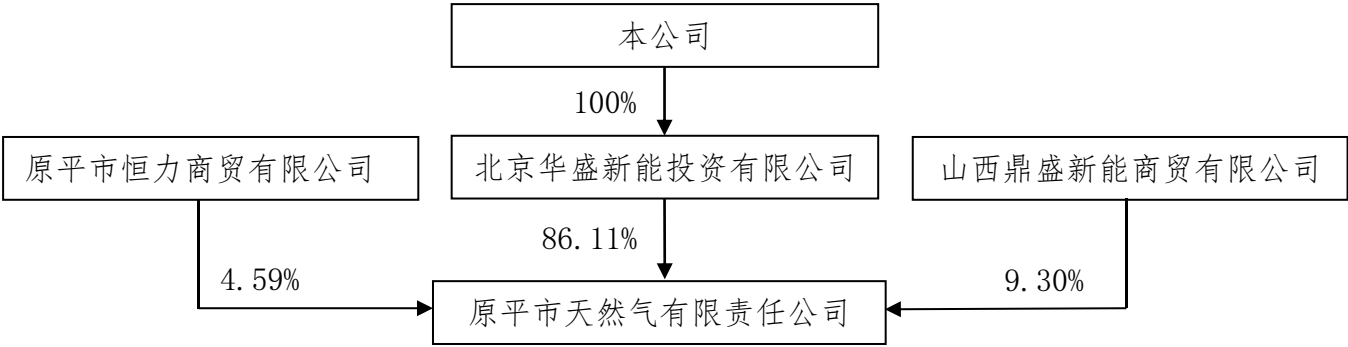 本公司
100%
原平市恒力商贸有限公司
北京华盛新能投资有限公司
山西鼎盛新能商贸有限公司
86.11%
4.59%
9.30%
原平市天然气有限责任公司